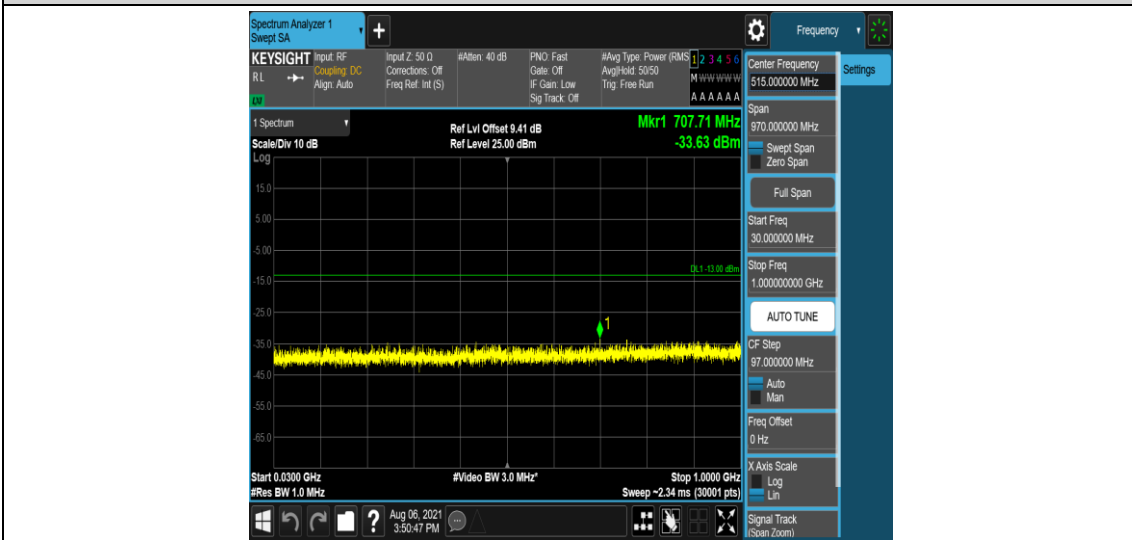 Spectrum Analyzer 1
Swept SA
+
Frequency
KEYSIGHT
RL
LXI
Input: RF
Coupling: DC
Align: Auto
Input Z: 50 Ω
Corrections: Off
Freq Ref: Int (S)
#Atten: 40 dB
PNO: Fast
Gate: Off
IF Gain: Low
Sig Track: Off
#Avg Type: Power (RMS
Avg|Hold: 50/50
Trig: Free Run
1 2 3 4 5 6
M W W W W W
A A A A A A
1 Spectrum
Scale/Div 10 dB
Log
Ref Lvl Offset 9.41 dB
Ref Level 25.00 dBm
Mkr1 707.71 MHz
-33.63 dBm
15.0
5.00
-5.00
DL1 -13.00 dBm
-15.0
-25.0
1
-35.0
-45.0
-55.0
-65.0
Start 0.0300 GHz
#Res BW 1.0 MHz
#Video BW 3.0 MHz*
Stop 1.0000 GHz
Sweep ~2.34 ms (30001 pts)
?
Aug 06, 2021
3:50:47 PM
Center Frequency
515.000000 MHz
Settings
Span
970.000000 MHz
Swept Span
Zero Span
Full Span
Start Freq
30.000000 MHz
Stop Freq
1.000000000 GHz
AUTO TUNE
CF Step
97.000000 MHz
Auto
Man
Freq Offset
0 Hz
X Axis Scale
Log
Lin
Signal Track
(Span Zoom)